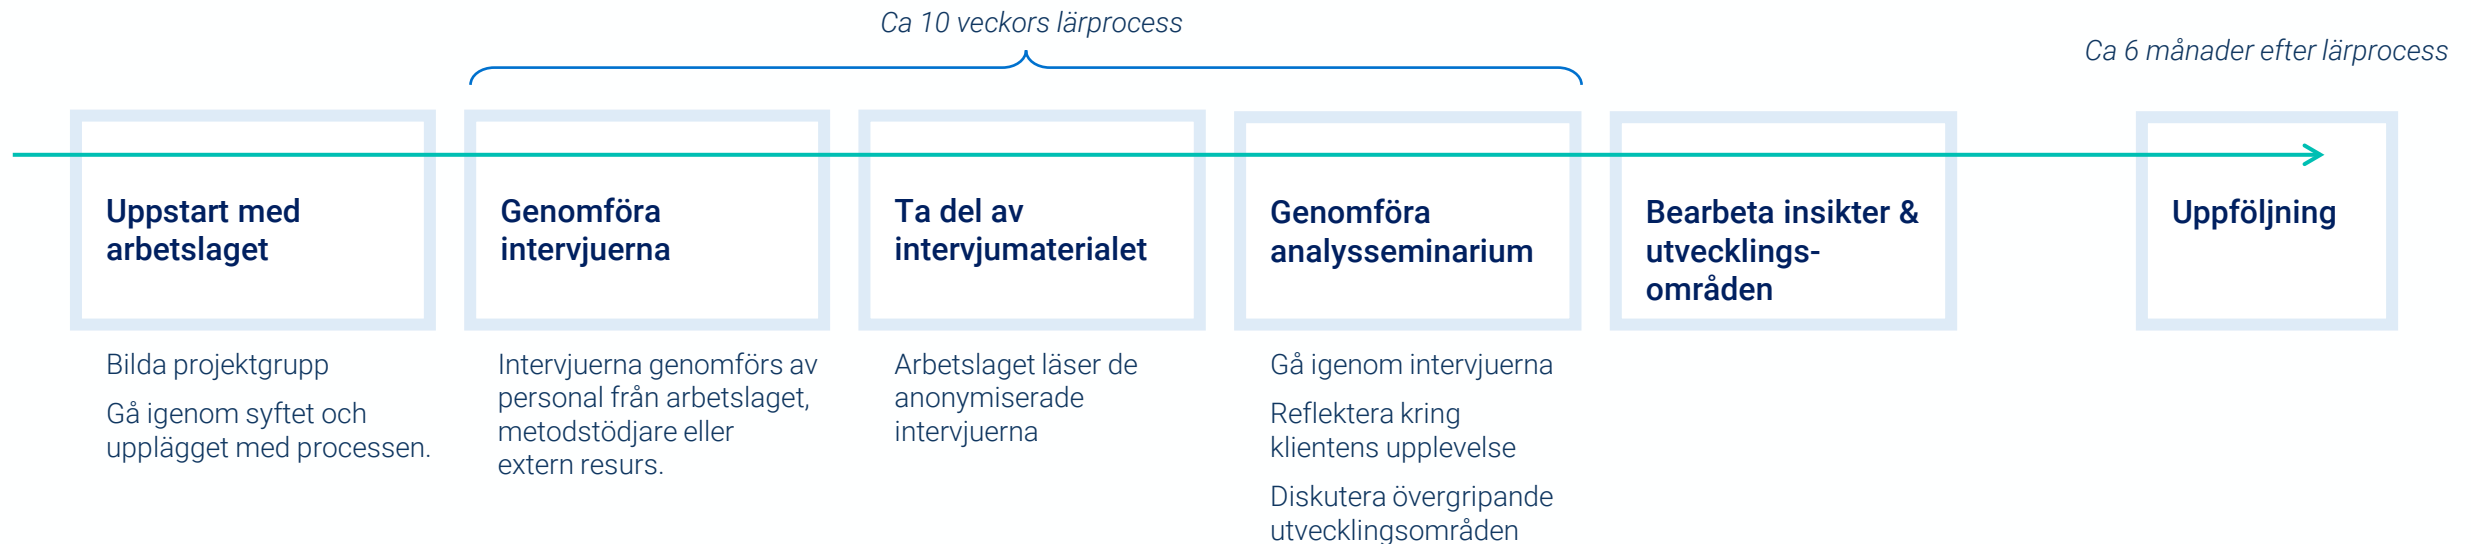 Ca 10 veckors lärprocess
Ca 6 månader efter lärprocess
Uppstart med
arbetslaget
Bilda projektgrupp
Gå igenom syftet och
upplägget med processen.
Genomföra
intervjuerna
Intervjuerna genomförs av
personal från arbetslaget,
metodstödjare eller
extern resurs.
Ta del av
intervjumaterialet
Arbetslaget läser de
anonymiserade
intervjuerna
Genomföra
analysseminarium
Gå igenom intervjuerna
Reflektera kring
klientens upplevelse
Diskutera övergripande
utvecklingsområden
Bearbeta insikter &
utvecklings-
områden
Uppföljning